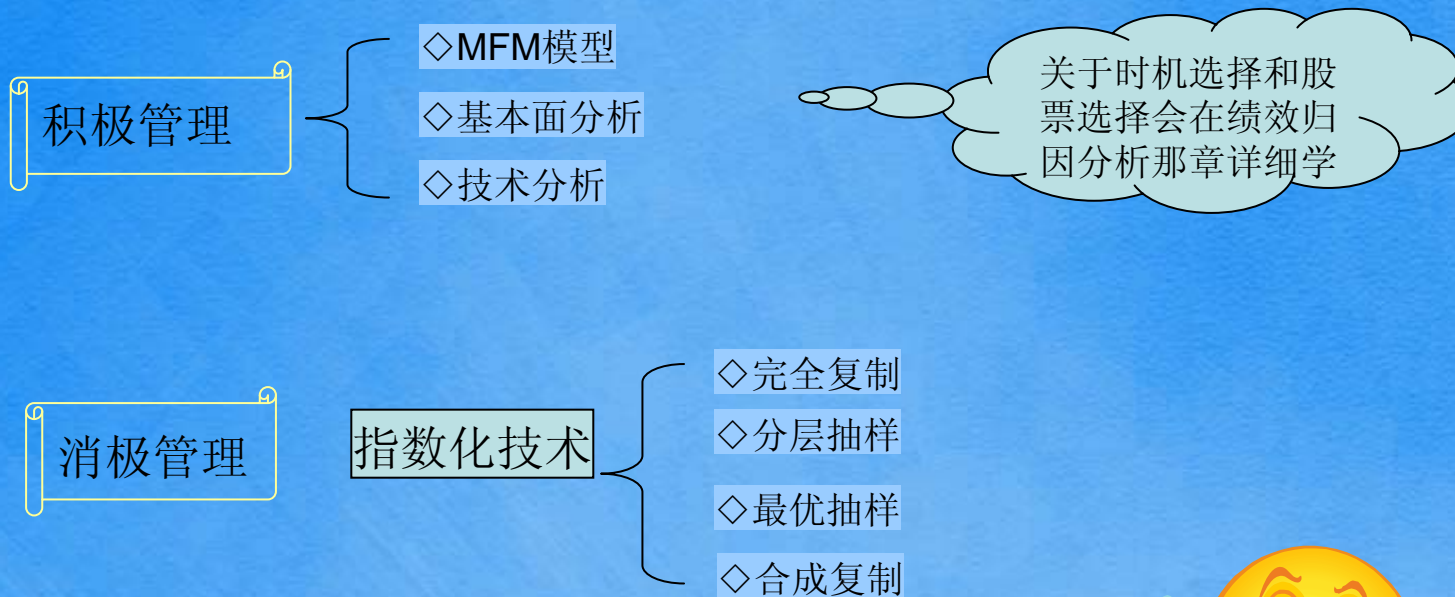 ◇MFM模型
积极管理
◇基本面分析
◇技术分析
关于时机选择和股
票选择会在绩效归
因分析那章详细学
◇完全复制
消极管理
指数化技术
◇分层抽样
◇最优抽样
◇合成复制